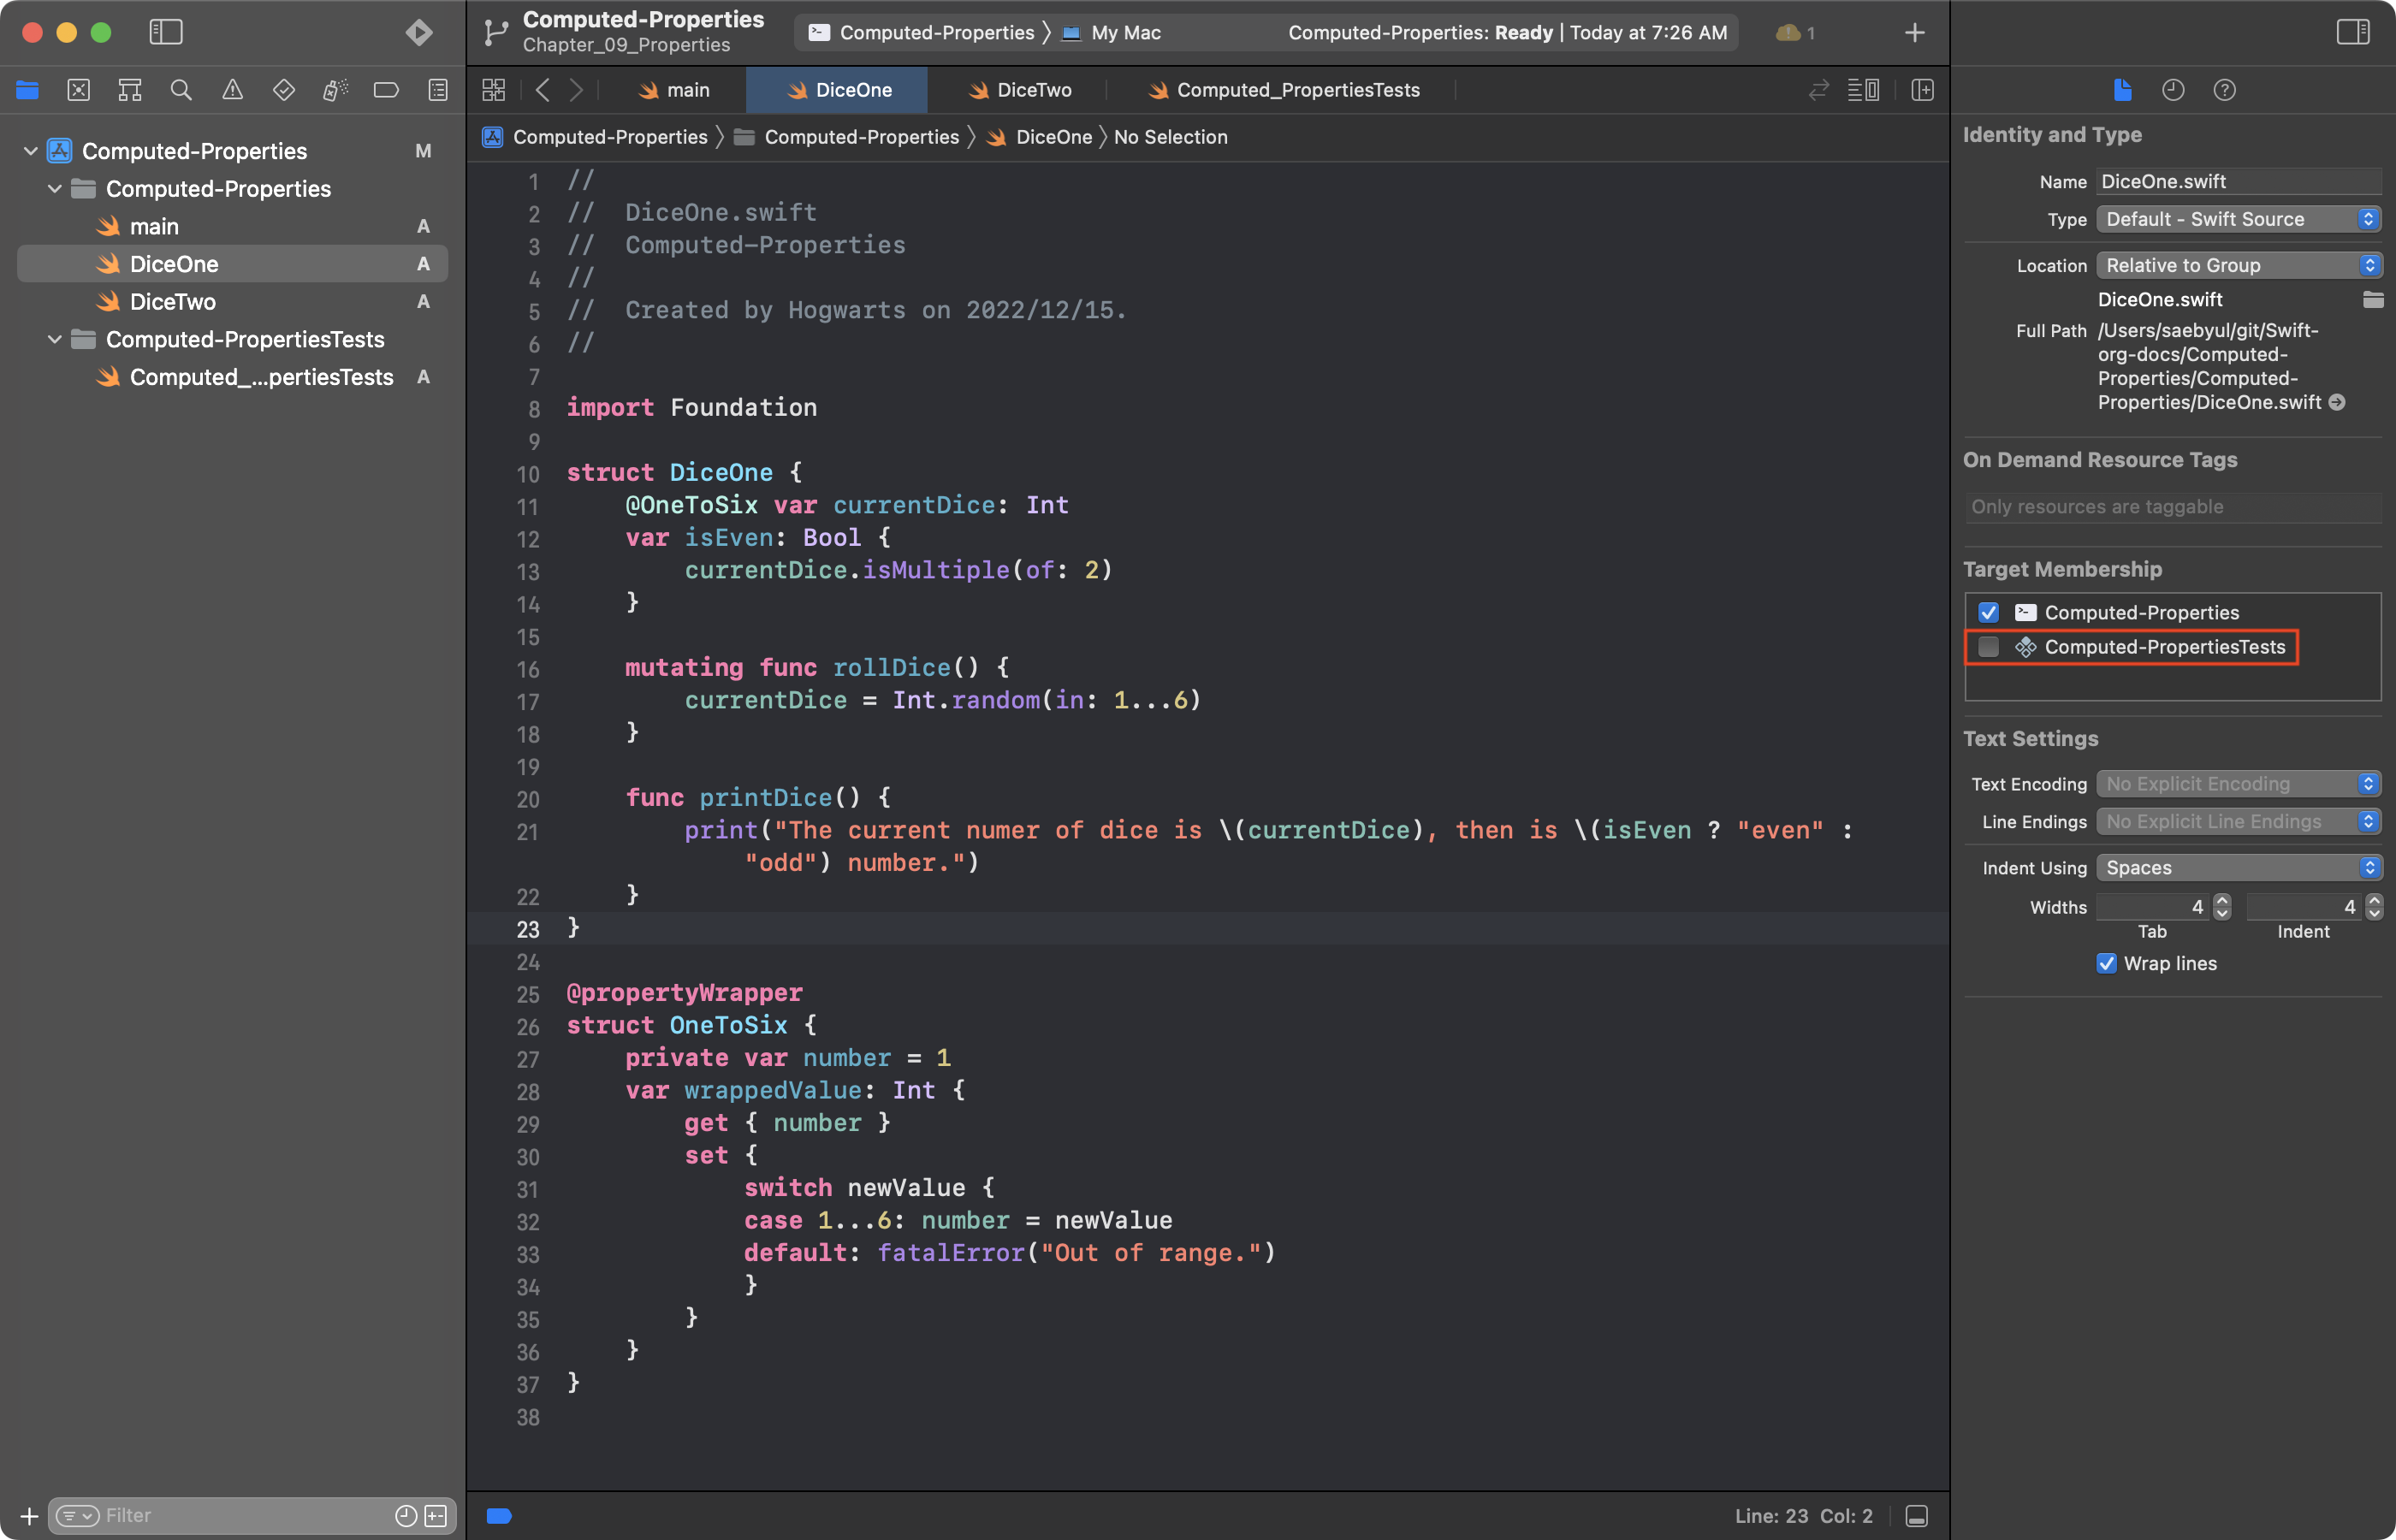 Computed-Properties
Chapter_09_Properties
Computed-Properties
My Mac
Computed-Properties: Ready | Today at 7:26 AM
1
main
DiceOne
DiceTwo
Computed_PropertiesTests
Computed-Properties
Computed-Properties
DiceOne
No Selection
Computed-Properties M
Computed-Properties
main A
DiceOne A
DiceTwo A
Computed-PropertiesTests
Computed_...pertiesTests A
Filter
1 //
2 //  DiceOne.swift
3 //  Computed-Properties
4 //
5 //  Created by Hogwarts on 2022/12/15.
6 //
7
8 import Foundation
9
10 struct DiceOne {
11     @OneToSix var currentDice: Int
12     var isEven: Bool {
13         currentDice.isMultiple(of: 2)
14     }
15
16     mutating func rollDice() {
17         currentDice = Int.random(in: 1...6)
18     }
19
20     func printDice() {
21         print("The current numer of dice is \(currentDice), then is \(isEven ? "even" :
"odd") number.")
22     }
23 }
24
25 @propertyWrapper
26 struct OneToSix {
27     private var number = 1
28     var wrappedValue: Int {
29         get { number }
30         set {
31             switch newValue {
32             case 1...6: number = newValue
33             default: fatalError("Out of range.")
34             }
35         }
36     }
37 }
38
Line: 23 Col: 2
Identity and Type
Name DiceOne.swift
Type Default - Swift Source
Location Relative to Group
DiceOne.swift
Full Path /Users/saebyul/git/Swift-
org-docs/Computed-
Properties/Computed-
Properties/DiceOne.swift
On Demand Resource Tags
Only resources are taggable
Target Membership
Computed-Properties
Computed-PropertiesTests
Text Settings
Text Encoding No Explicit Encoding
Line Endings No Explicit Line Endings
Indent Using Spaces
Widths 4 4
Tab Indent
Wrap lines